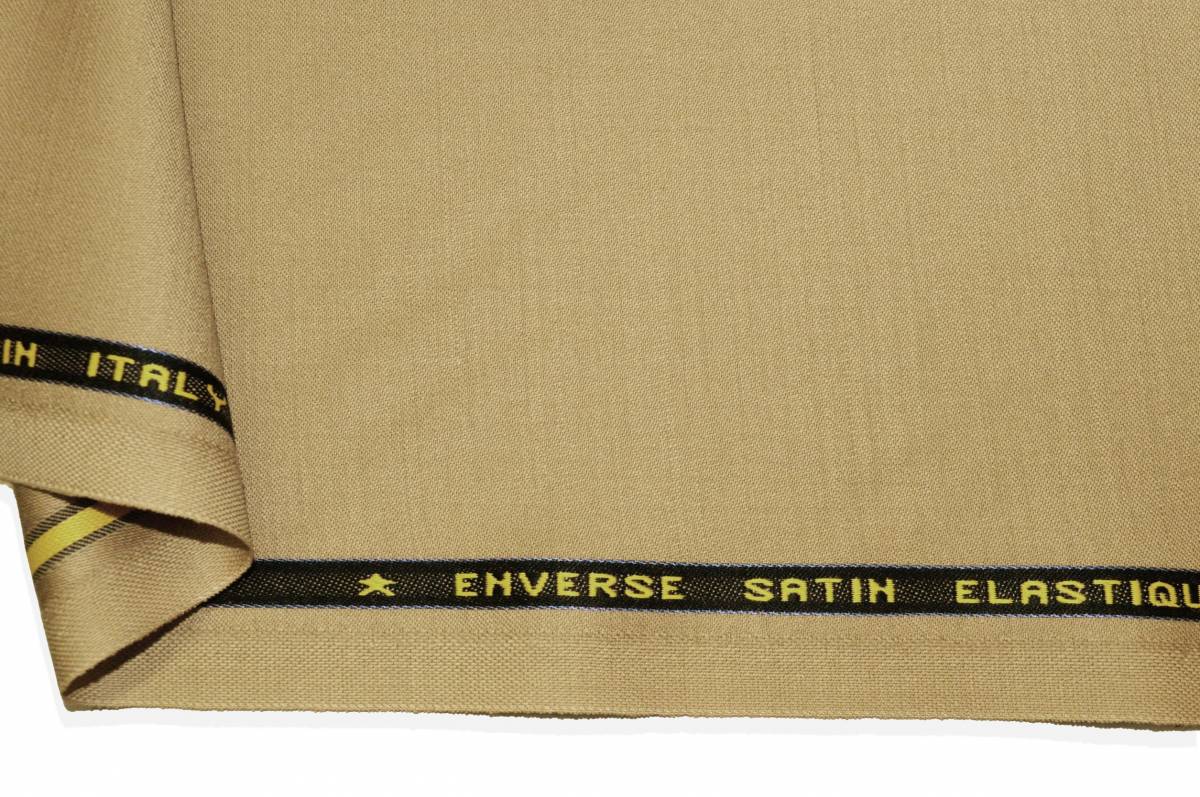 IN ITALY
★ ENVERSE SATIN ELASTIQU